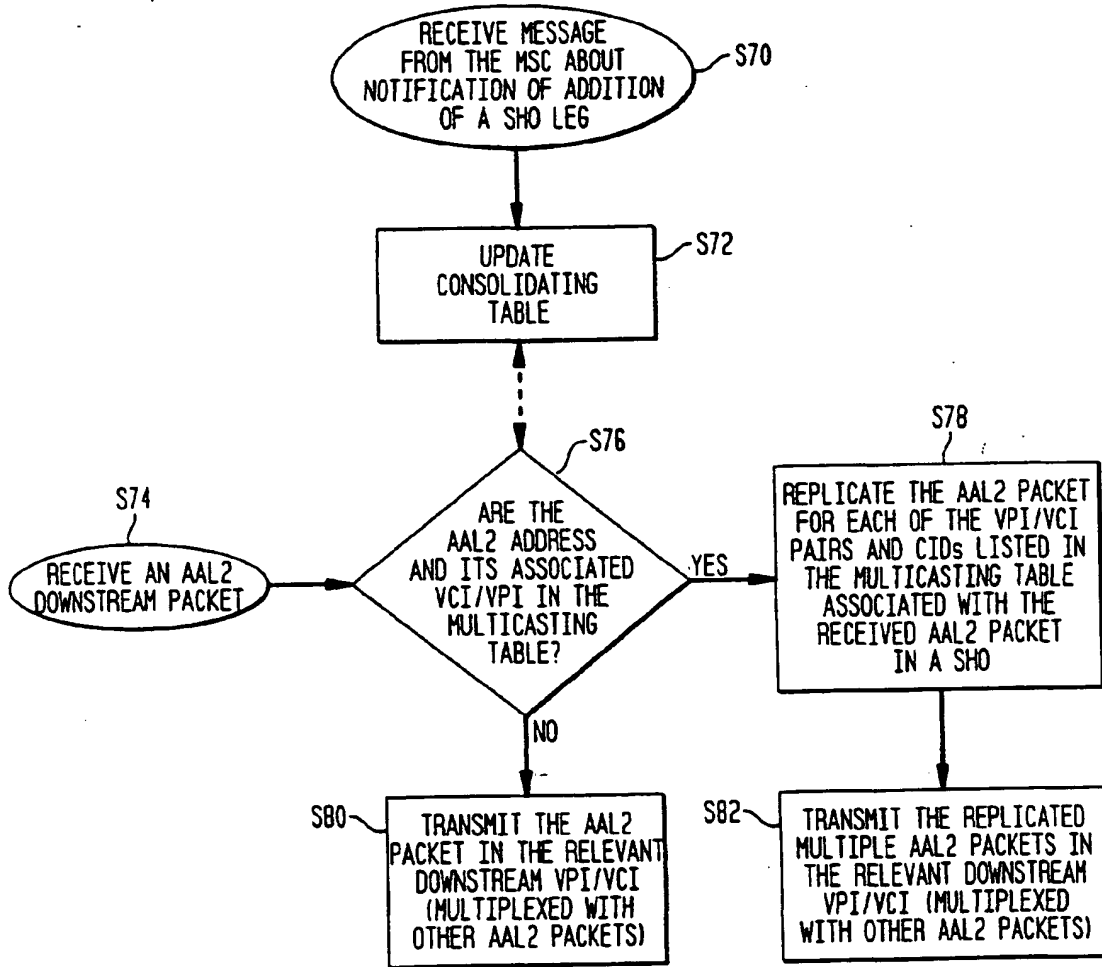 RECEIVE MESSAGE
FROM THE MSC ABOUT
NOTIFICATION OF ADDITION
OF A SHO LEG
S70
UPDATE
CONSOLIDATING
TABLE
S72
S74
RECEIVE AN AAL2
DOWNSTREAM PACKET
S76
ARE THE
AAL2 ADDRESS
AND ITS ASSOCIATED
VCI/VPI IN THE
MULTICASTING
TABLE?
YES
NO
S78
REPLICATE THE AAL2 PACKET
FOR EACH OF THE VPI/VCI
PAIRS AND CIDs LISTED IN
THE MULTICASTING TABLE
ASSOCIATED WITH THE
RECEIVED AAL2 PACKET
IN A SHO
S80
TRANSMIT THE AAL2
PACKET IN THE RELEVANT
DOWNSTREAM VPI/VCI
(MULTIPLEXED WITH
OTHER AAL2 PACKETS)
S82
TRANSMIT THE REPLICATED
MULTIPLE AAL2 PACKETS IN
THE RELEVANT DOWNSTREAM
VPI/VCI (MULTIPLEXED
WITH OTHER AAL2 PACKETS)